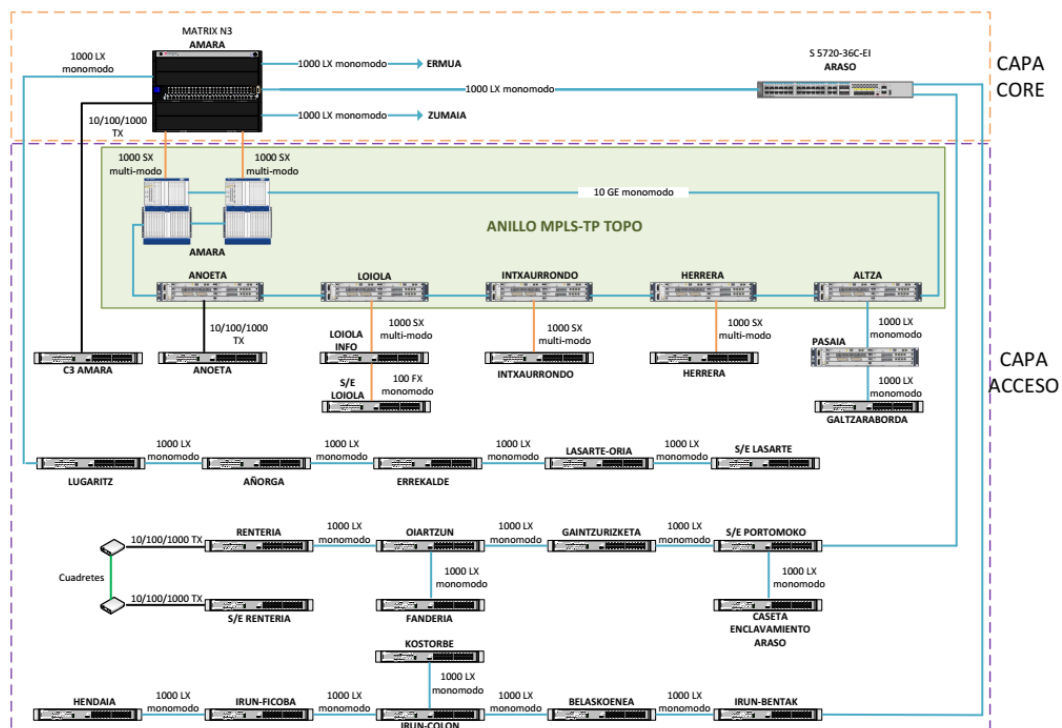 MATRIX N3
AMARA
S 5720-36C-EI
ARASO
CAPA
CORE
1000 LX
monomodo
1000 LX monomodo
ERMUA
1000 LX monomodo
1000 LX monomodo
ZUMAIA
10/100/1000
TX
1000 SX
multi-modo
1000 SX
multi-modo
10 GE monomodo
ANILLO MPLS-TP TOPO
AMARA
ANOETA
LOIOLA
INTXAURRONDO
HERRERA
ALTZA
10/100/1000
TX
1000 SX
multi-modo
1000 SX
multi-modo
1000 SX
multi-modo
1000 LX
monomodo
LOIOLA
INFO
PASAIA
C3 AMARA
ANOETA
INTXAURRONDO
HERRERA
CAPA
ACCESO
S/E
LOIOLA
100 FX
monomodo
1000 LX
monomodo
GALTZARABORDA
1000 LX
monomodo
1000 LX
monomodo
1000 LX
monomodo
1000 LX
monomodo
LASARTE-ORIA
S/E LASARTE
LUGARITZ
AÑORGA
ERREKALDE
10/100/1000 TX
RENTERIA
1000 LX
monomodo
OIARTZUN
1000 LX
monomodo
GAINTZURIZKETA
1000 LX
monomodo
S/E PORTOMOKO
Cuadretes
1000 LX
monomodo
1000 LX
monomodo
10/100/1000 TX
S/E RENTERIA
FANDERIA
CASETA
ENCLAVAMIENTO
ARASO
KOSTORBE
1000 LX
monomodo
HENDAIA
1000 LX
monomodo
IRUN-FICOBA
1000 LX
monomodo
IRUN-COLON
1000 LX
monomodo
BELASKOENEA
1000 LX
monomodo
IRUN-BENTAK